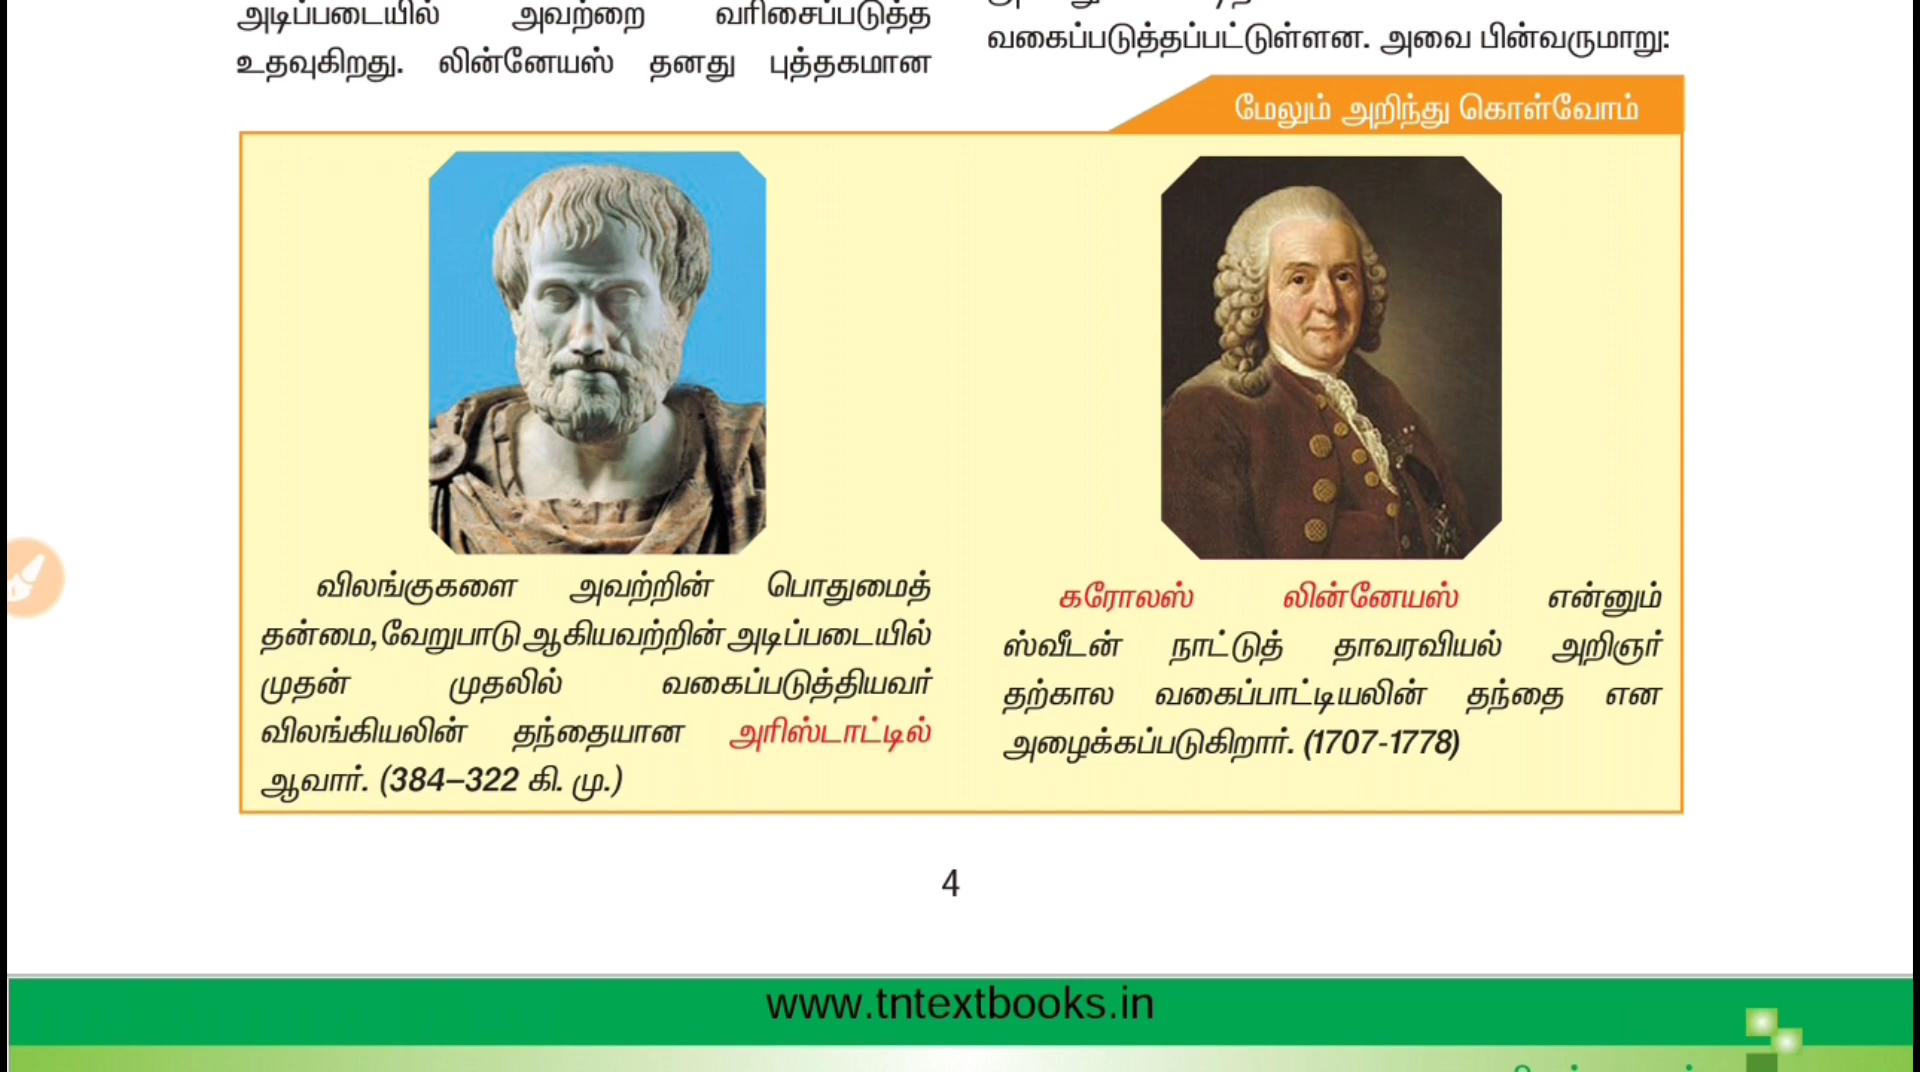 அடிப்படையில் அவற்றை வரிசைப்படுத்த
உதவுகிறது. லின்னேயஸ் தனது புத்தகமான
வகைப்படுத்தப்பட்டுள்ளன. அவை பின்வருமாறு:
மேலும் அறிந்து கொள்வோம்
விலங்குகளை அவற்றின் பொதுமைத்
தன்மை, வேறுபாடு ஆகியவற்றின் அடிப்படையில்
முதன் முதலில் வகைப்படுத்தியவர்
விலங்கியலின் தந்தையான அரிஸ்டாட்டில்
ஆவார். (384–322 கி. மு.)
கரோலஸ் லின்னேயஸ் என்னும்
ஸ்வீடன் நாட்டுத் தாவரவியல் அறிஞர்
தற்கால வகைப்பாட்டியலின் தந்தை என
அழைக்கப்படுகிறார். (1707-1778)
4
www.tntextbooks.in